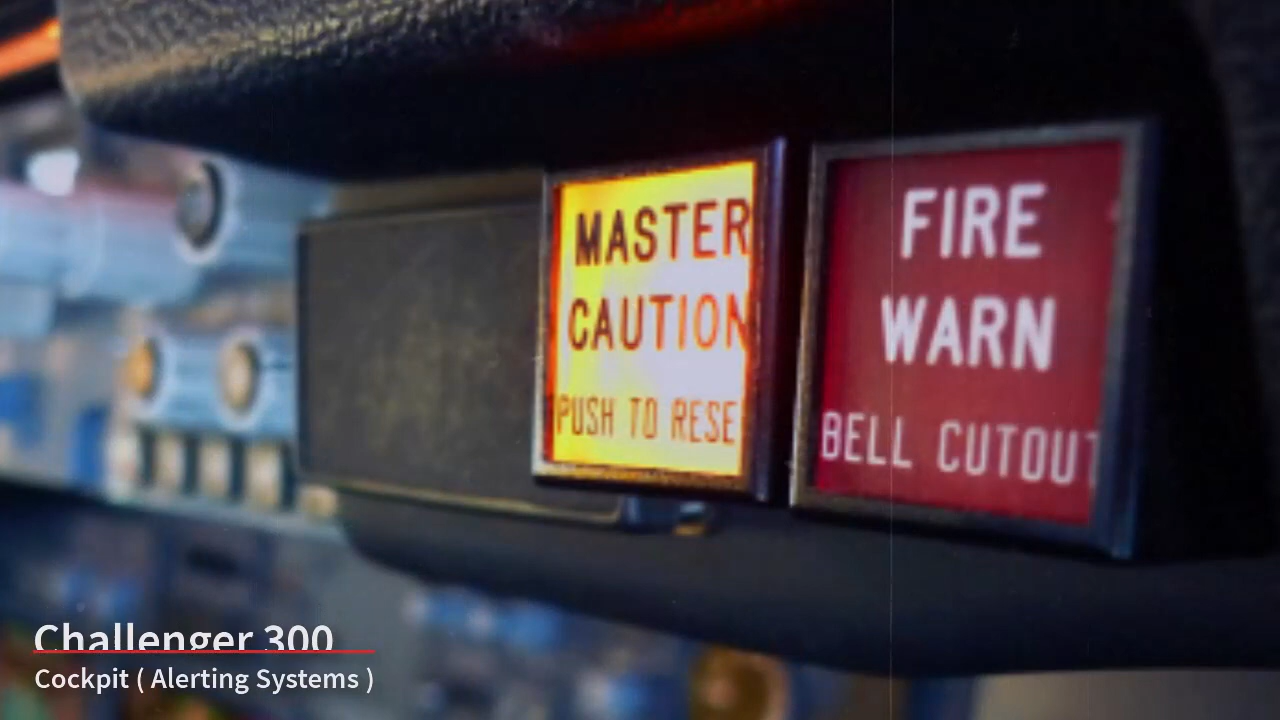 MASTER
CAUTION
PUSH TO RESE
FIRE
WARN
BELL CUTOUT
Challenger 300
Cockpit ( Alerting Systems )